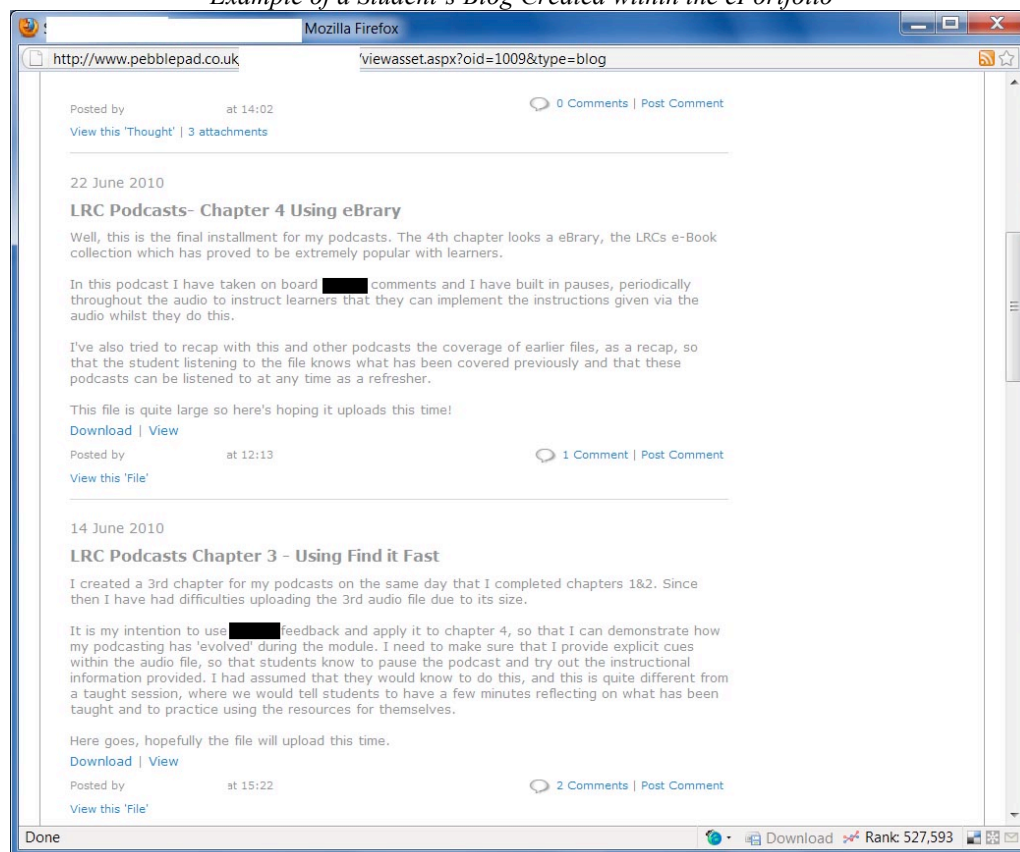 Example of a Student's Blog Created within the ePortfolio
Mozilla Firefox
http://www.pebblepad.co.uk /viewasset.aspx?oid=1009&type=blog
Posted by at 14:02 0 Comments | Post Comment
View this 'Thought' | 3 attachments
22 June 2010
LRC Podcasts- Chapter 4 Using eBrary
Well, this is the final installment for my podcasts. The 4th chapter looks a eBrary, the LRCs e-Book
collection which has proved to be extremely popular with learners.
In this podcast I have taken on board comments and I have built in pauses, periodically
throughout the audio to instruct learners that they can implement the instructions given via the
audio whilst they do this.
I've also tried to recap with this and other podcasts the coverage of earlier files, as a recap, so
that the student listening to the file knows what has been covered previously and that these
podcasts can be listened to at any time as a refresher.
This file is quite large so here's hoping it uploads this time!
Download | View
Posted by at 12:13 1 Comment | Post Comment
View this 'File'
14 June 2010
LRC Podcasts Chapter 3 - Using Find it Fast
I created a 3rd chapter for my podcasts on the same day that I completed chapters 1&2. Since
then I have had difficulties uploading the 3rd audio file due to its size.
It is my intention to use feedback and apply it to chapter 4, so that I can demonstrate how
my podcasting has 'evolved' during the module. I need to make sure that I provide explicit cues
within the audio file, so that students know to pause the podcast and try out the instructional
information provided. I had assumed that they would know to do this, and this is quite different from
a taught session, where we would tell students to have a few minutes reflecting on what has been
taught and to practice using the resources for themselves.
Here goes, hopefully the file will upload this time.
Download | View
Posted by at 15:22 2 Comments | Post Comment
View this 'File'
Done Download Rank: 527,593